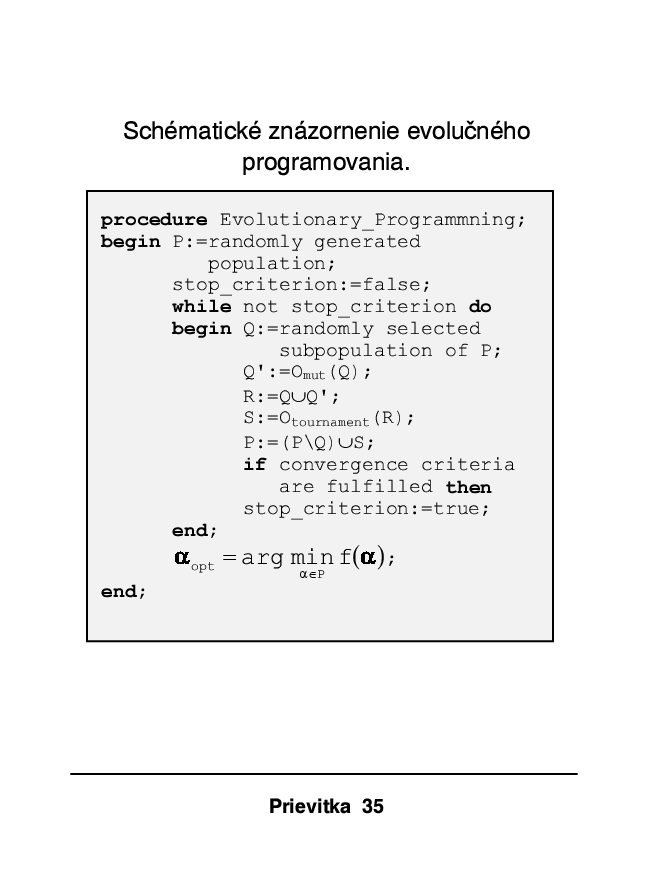 Schématické znázornenie evolučného
programovania.
procedure Evolutionary_Programmning;
begin P:=randomly generated
population;
stop_criterion:=false;
while not stop_criterion do
begin Q:=randomly selected
subpopulation of P;
Q':=Omut(Q);
R:=Q∪Q';
S:=Otournament(R);
P:=(P\Q)∪S;
if convergence criteria
are fulfilled then
stop_criterion:=true;
end;
αopt = arg min f(α);
α∈P
end;
Prievitka 35